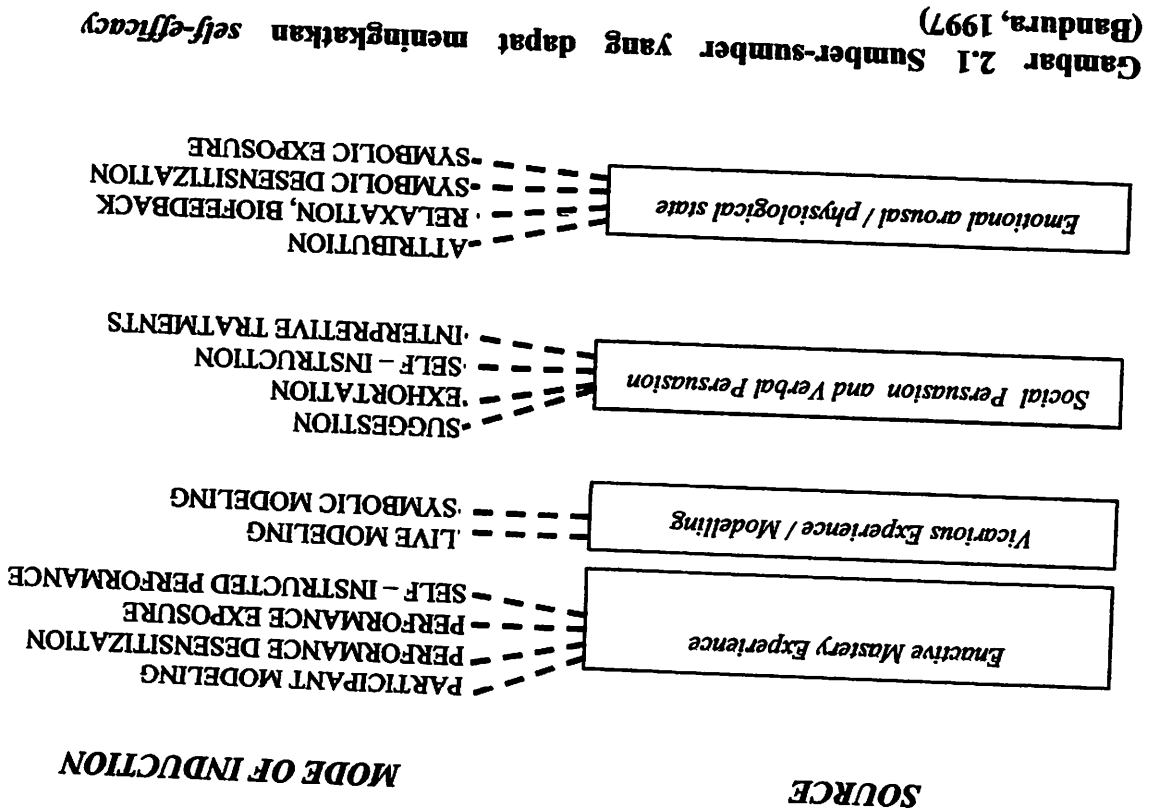 SOURCE MODE OF INDUCTION
Enactive Mastery Experience
PARTICIPANT MODELING
PERFORMANCE DESENSITIZATION
PERFORMANCE EXPOSURE
SELF – INSTRUCTED PERFORMANCE
Vicarious Experience / Modelling
LIVE MODELING
SYMBOLIC MODELING
Social Persuasion and Verbal Persuasion
SUGGESTION
EXHORTATION
SELF – INSTRUCTION
INTERPRETIVE TRATMENTS
Emotional arousal / physiological state
ATTRIBUTION
RELAXATION, BIOFEEDBACK
SYMBOLIC DESENSITIZATION
SYMBOLIC EXPOSURE
Gambar 2.1 Sumber-sumber yang dapat meningkatkan self-efficacy
(Bandura, 1997)